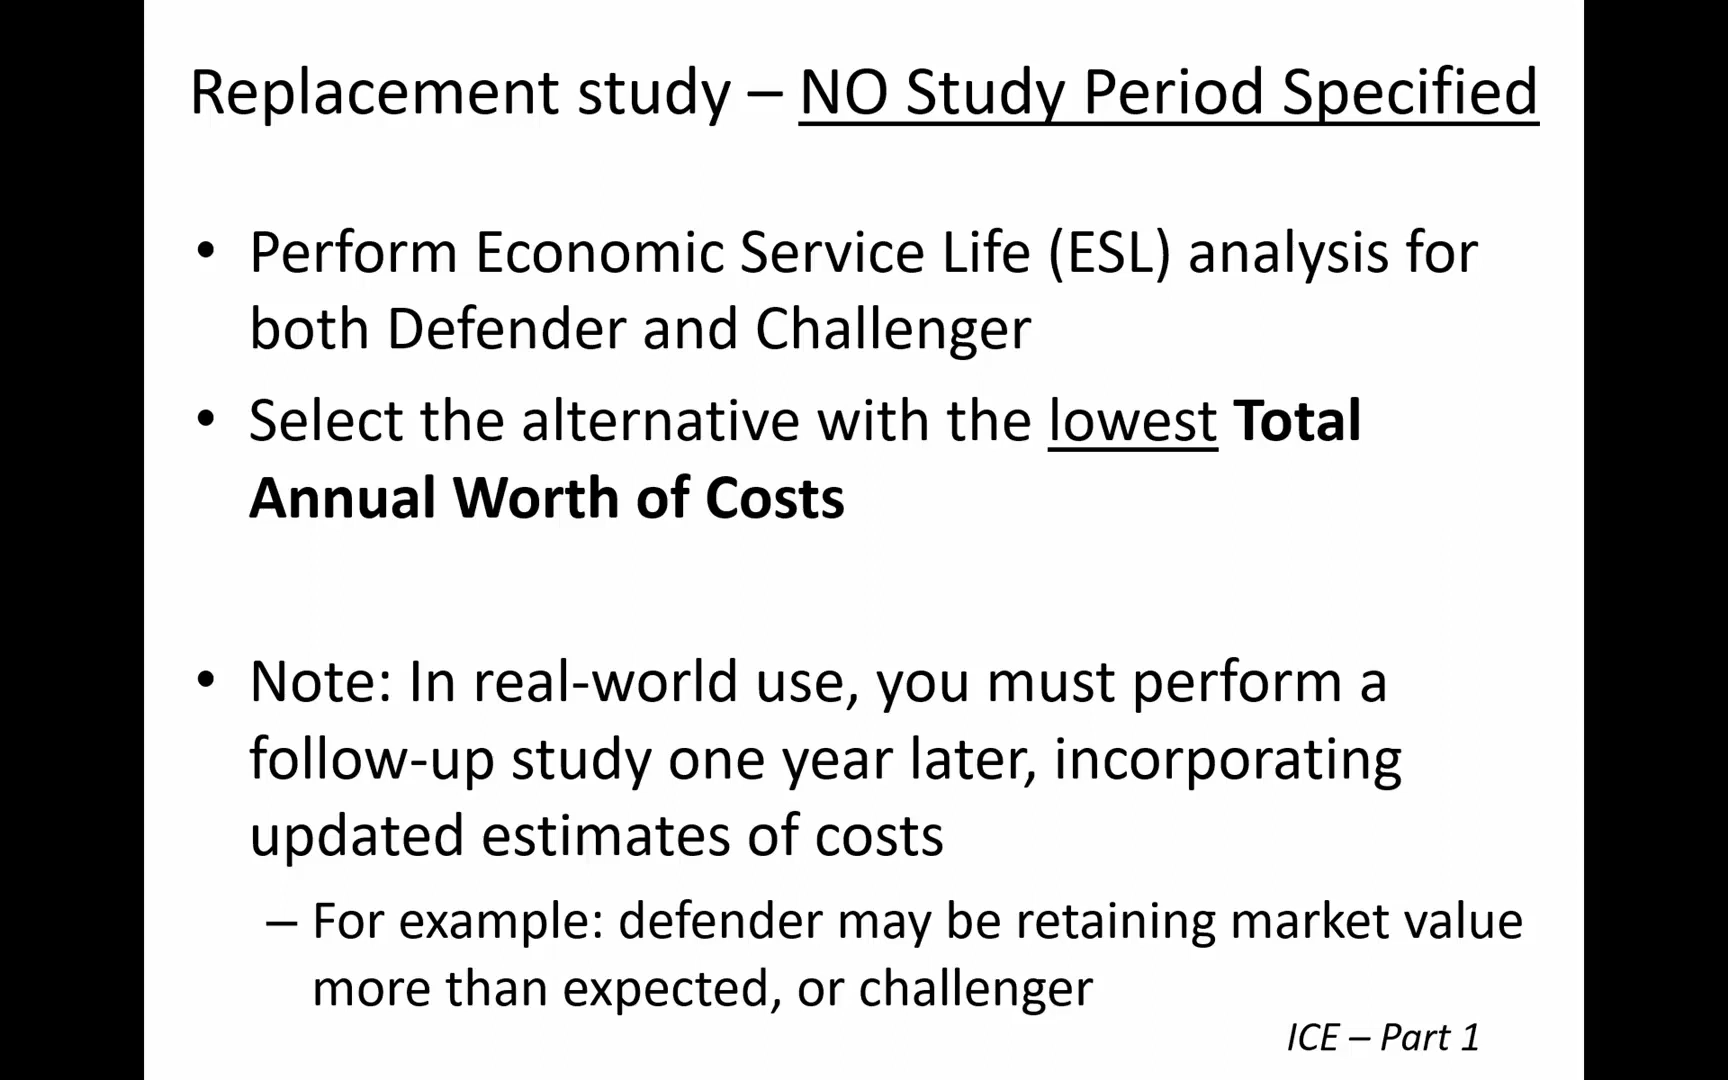 Replacement study – NO Study Period Specified
• Perform Economic Service Life (ESL) analysis for
both Defender and Challenger
• Select the alternative with the lowest Total
Annual Worth of Costs
• Note: In real-world use, you must perform a
follow-up study one year later, incorporating
updated estimates of costs
– For example: defender may be retaining market value
more than expected, or challenger
ICE – Part 1